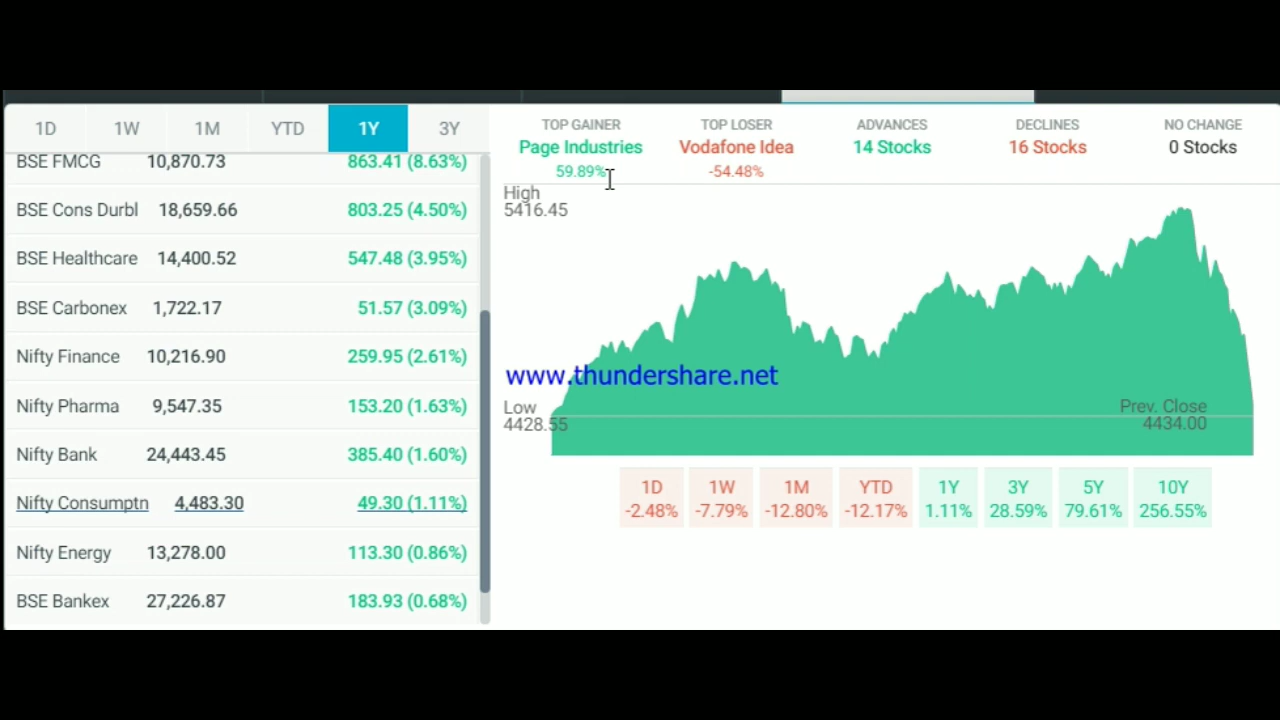 1D 1W 1M YTD 1Y 3Y
BSE FMCG 10,870.73 863.41 (8.63%)
BSE Cons Durbl 18,659.66 803.25 (4.50%)
BSE Healthcare 14,400.52 547.48 (3.95%)
BSE Carbonex 1,722.17 51.57 (3.09%)
Nifty Finance 10,216.90 259.95 (2.61%)
Nifty Pharma 9,547.35 153.20 (1.63%)
Nifty Bank 24,443.45 385.40 (1.60%)
Nifty Consumptn 4,483.30 49.30 (1.11%)
Nifty Energy 13,278.00 113.30 (0.86%)
BSE Bankex 27,226.87 183.93 (0.68%)
TOP GAINER TOP LOSER ADVANCES DECLINES NO CHANGE
Page Industries Vodafone Idea 14 Stocks 16 Stocks 0 Stocks
59.89% -54.48%
High
5416.45
www.thundershare.net
Low Prev. Close
4428.55 4434.00
1D 1W 1M YTD 1Y 3Y 5Y 10Y
-2.48% -7.79% -12.80% -12.17% 1.11% 28.59% 79.61% 256.55%